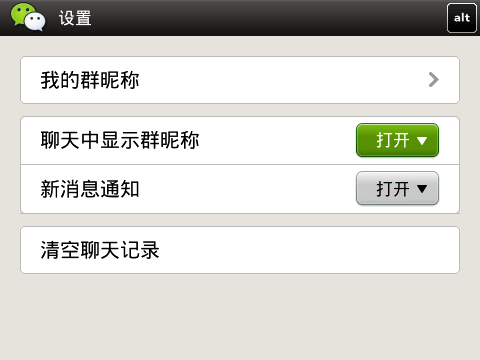 设置
alt
我的群昵称
聊天中显示群昵称
打开
新消息通知
打开
清空聊天记录